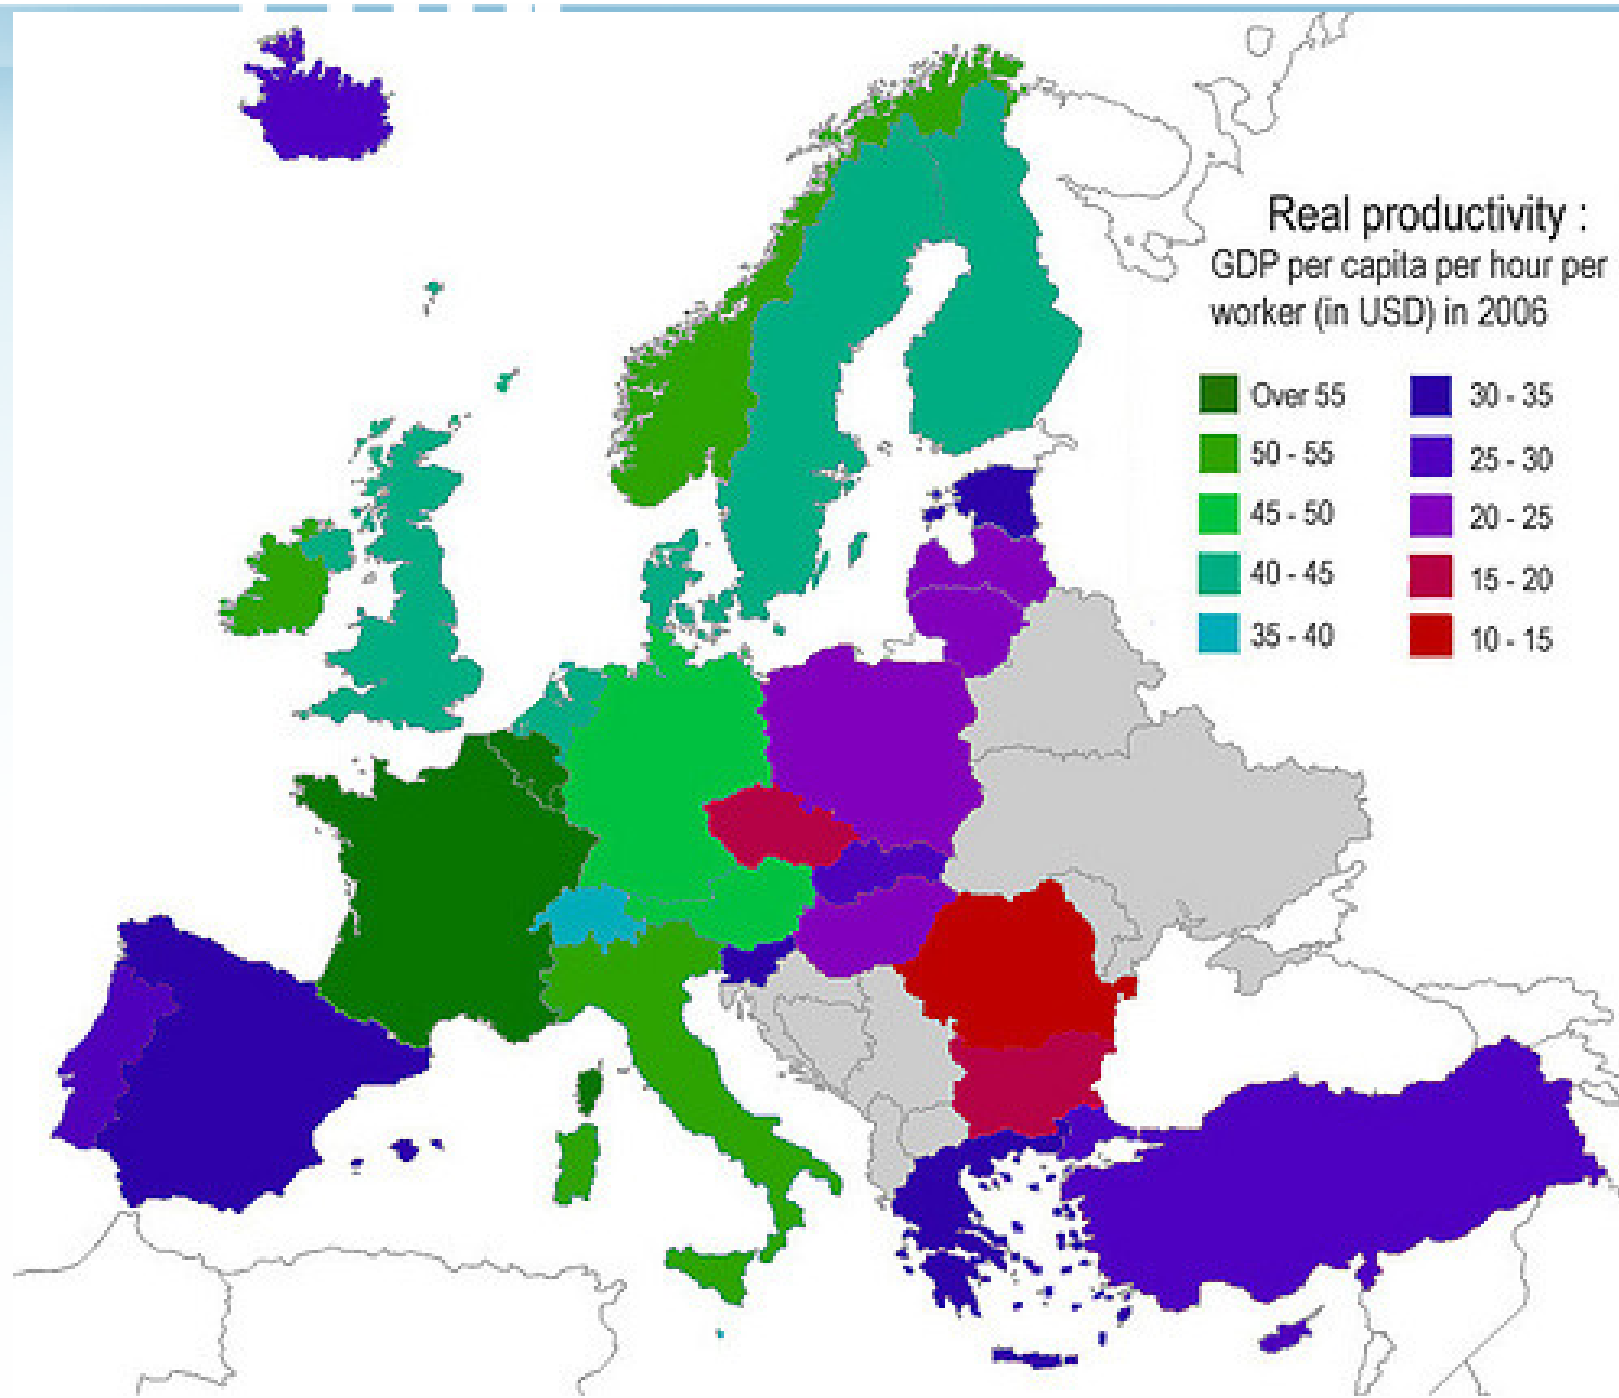 Real productivity :
GDP per capita per hour per
worker (in USD) in 2006
Over 55
50 - 55
45 - 50
40 - 45
35 - 40
30 - 35
25 - 30
20 - 25
15 - 20
10 - 15